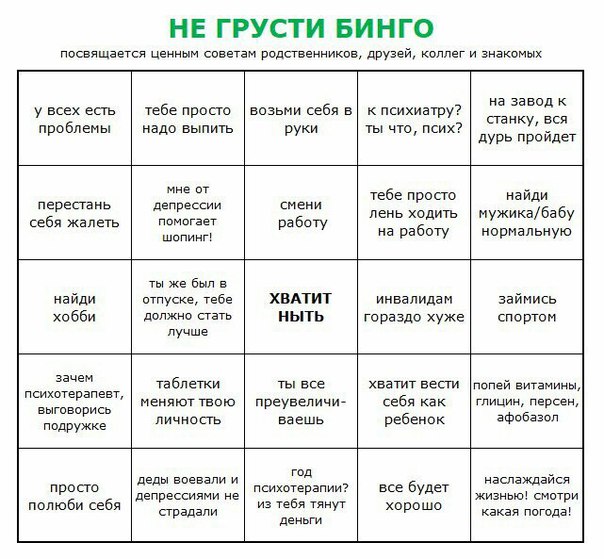 НЕ ГРУСТИ БИНГО
посвящается ценным советам родственников, друзей, коллег и знакомых
у всех есть
проблемы
тебе просто
надо выпить
возьми себя в
руки
к психиатру?
ты что, псих?
на завод к
станку, вся
дурь пройдет
перестань
себя жалеть
мне от
депрессии
помогает
шопинг!
смени
работу
тебе просто
лень ходить
на работу
найди
мужика/бабу
нормальную
найди
хобби
ты же был в
отпуске, тебе
должно стать
лучше
ХВАТИТ
НЫТЬ
инвалидам
гораздо хуже
займись
спортом
зачем
психотерапевт,
выговорись
подружке
таблетки
меняют твою
личность
ты все
преувеличи-
ваешь
хватит вести
себя как
ребенок
попей витамины,
глицин, персен,
афобазол
просто
полюби себя
деды воевали и
депрессиями не
страдали
год
психотерапии?
из тебя тянут
деньги
все будет
хорошо
наслаждайся
жизнью! смотри
какая погода!